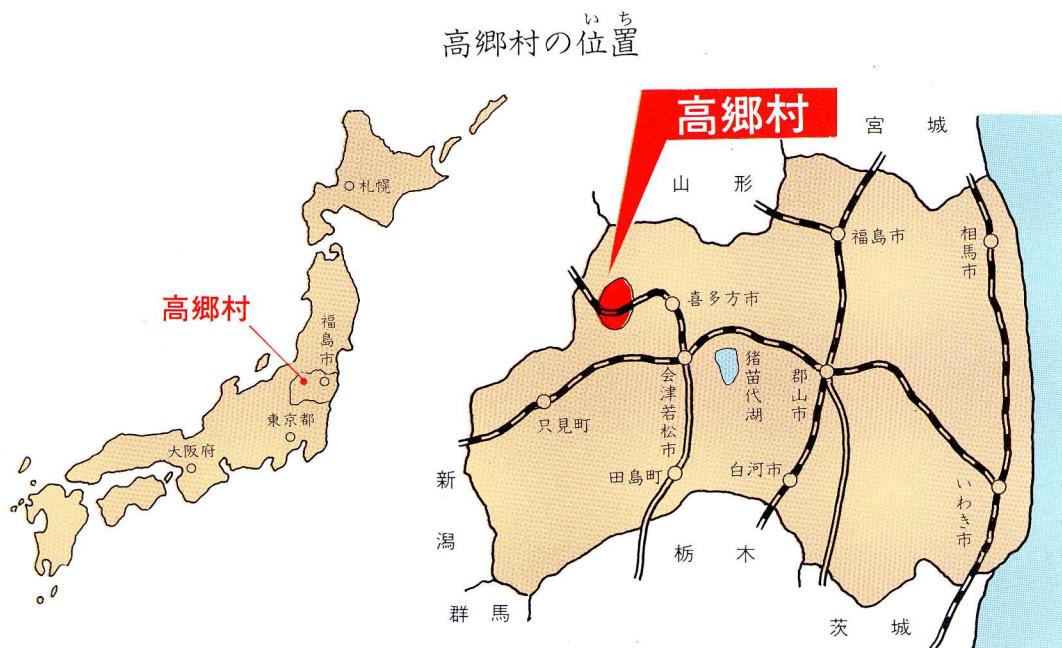 いち
高郷村の位置
札幌
高郷村
福島市
東京都
大阪府
高郷村
宮城
山形
福島市
相馬市
喜多方市
猪苗代湖
郡山市
会津若松市
只見町
田島町
白河市
いわき市
新潟
栃木
群馬
茨城